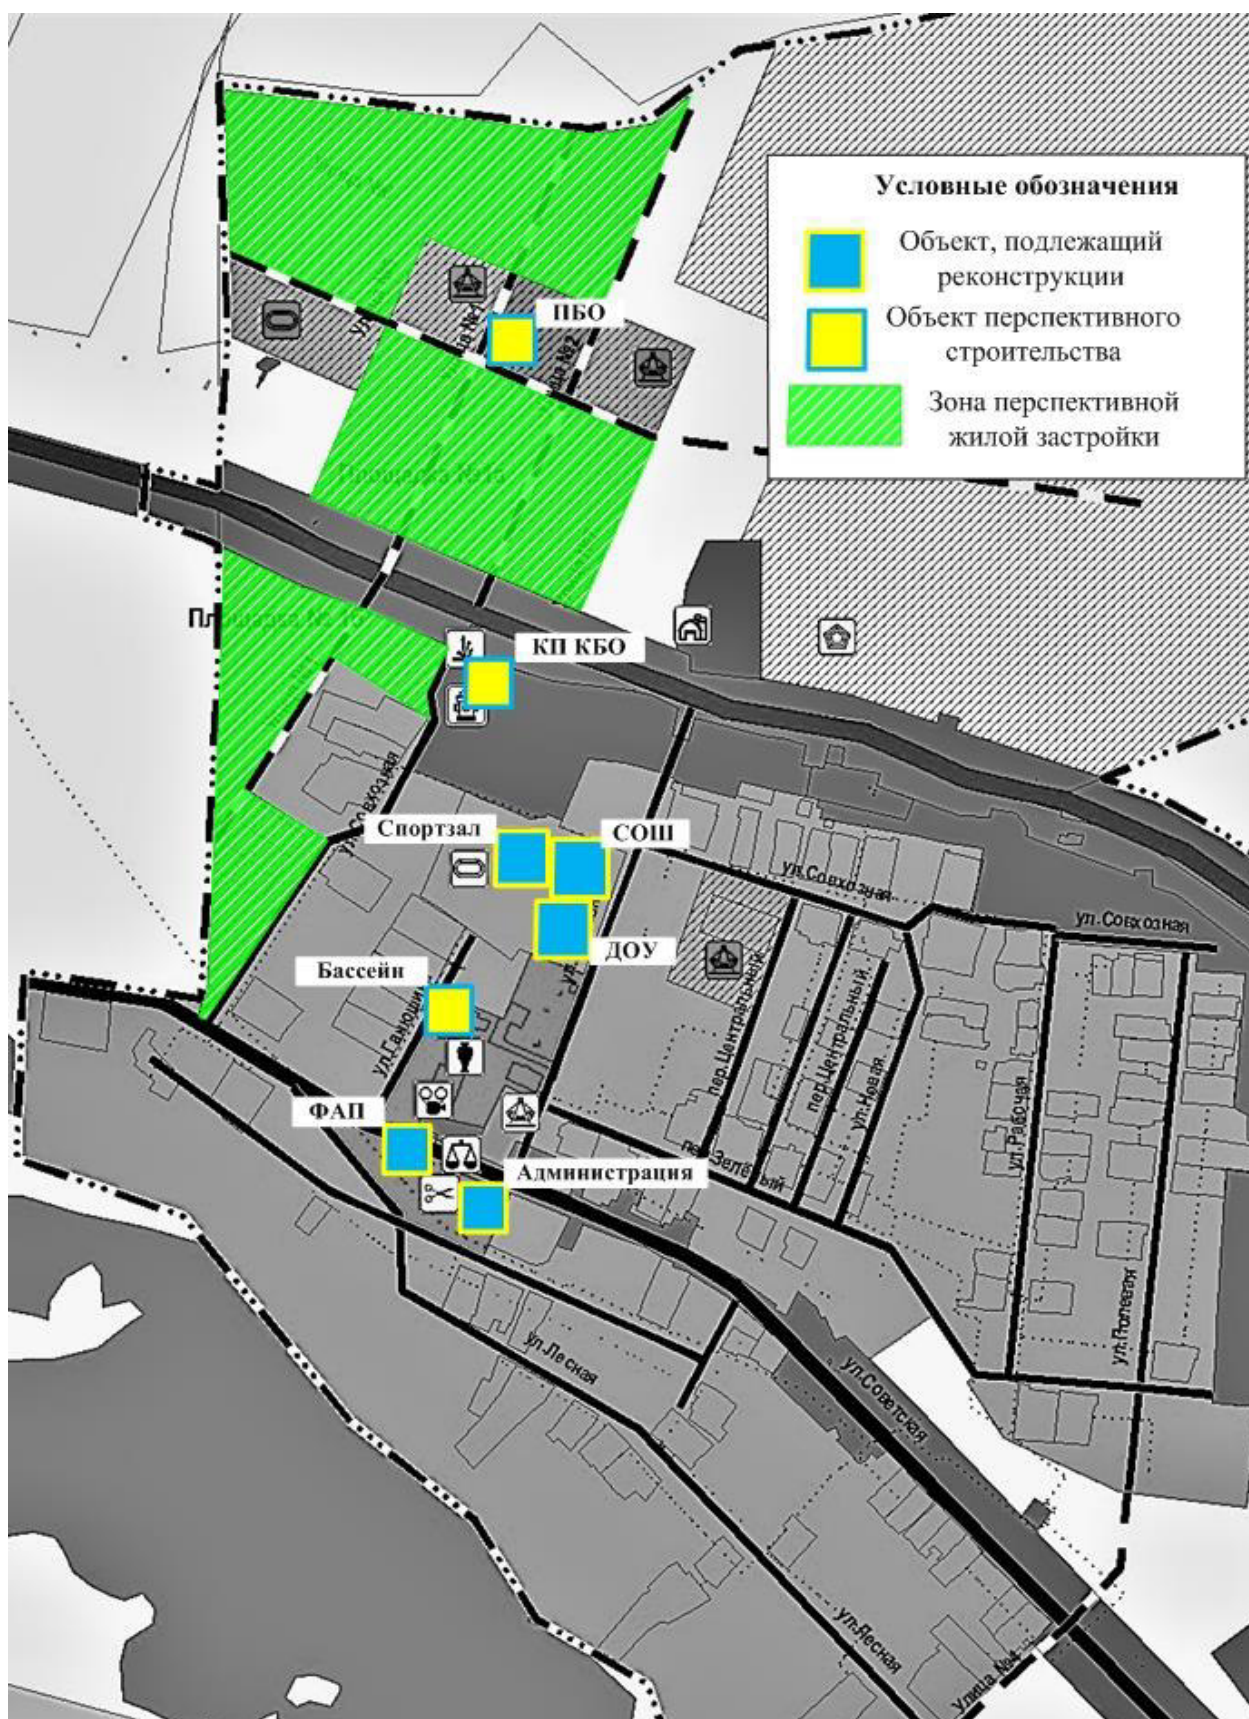 Условные обозначения
Объект, подлежащий
реконструкции
Объект перспективного
строительства
Зона перспективной
жилой застройки
ПБО
КП КБО
Спортзал
СОШ
ул.Совхозная
ул.Совхозная
ул.Совхозная
ДОУ
Бассейн
пер.Центральный
пер.Центральный
ул.Новая
ул.Рабочая
ФАП
пер.Зелёный
Администрация
ул.Полевая
ул.Лесная
ул.Советская
ул.Лесная
Улица №4